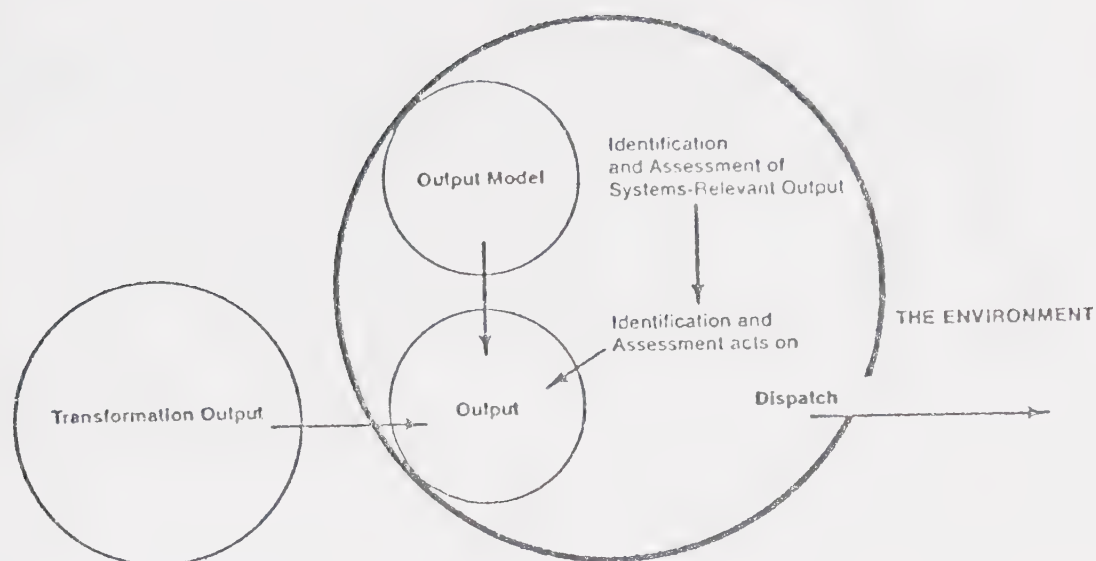 Output Model
Identification
and Assessment of
Systems-Relevant Output
Identification and
Assessment acts on
THE ENVIRONMENT
Transformation Output
Output
Dispatch